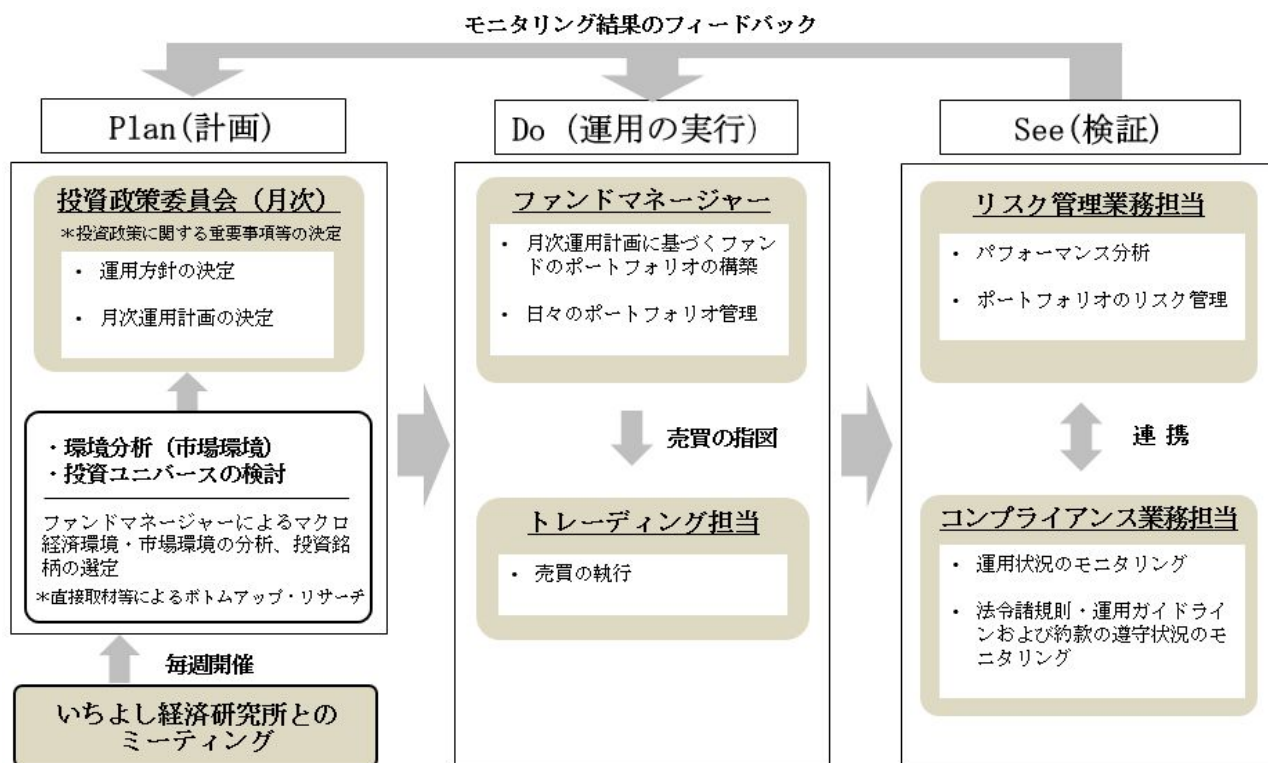 モニタリング結果のフィードバック
Plan(計画)
投資政策委員会（月次）
＊投資政策に関する重要事項等の決定
・ 運用方針の決定
・ 月次運用計画の決定
・環境分析（市場環境）
・投資ユニバースの検討
ファンドマネージャーによるマクロ
経済環境・市場環境の分析、投資銘
柄の選定
＊直接取材等によるボトムアップ・リサーチ
毎週開催
いちよし経済研究所との
ミーティング
Do (運用の実行)
ファンドマネージャー
・ 月次運用計画に基づくファン
ドのポートフォリオの構築
・ 日々のポートフォリオ管理
売買の指図
トレーディング担当
・ 売買の執行
See(検証)
リスク管理業務担当
・ パフォーマンス分析
・ ポートフォリオのリスク管理
連 携
コンプライアンス業務担当
・ 運用状況のモニタリング
・ 法令諸規則・運用ガイドライ
ンおよび約款の遵守状況のモ
ニタリング